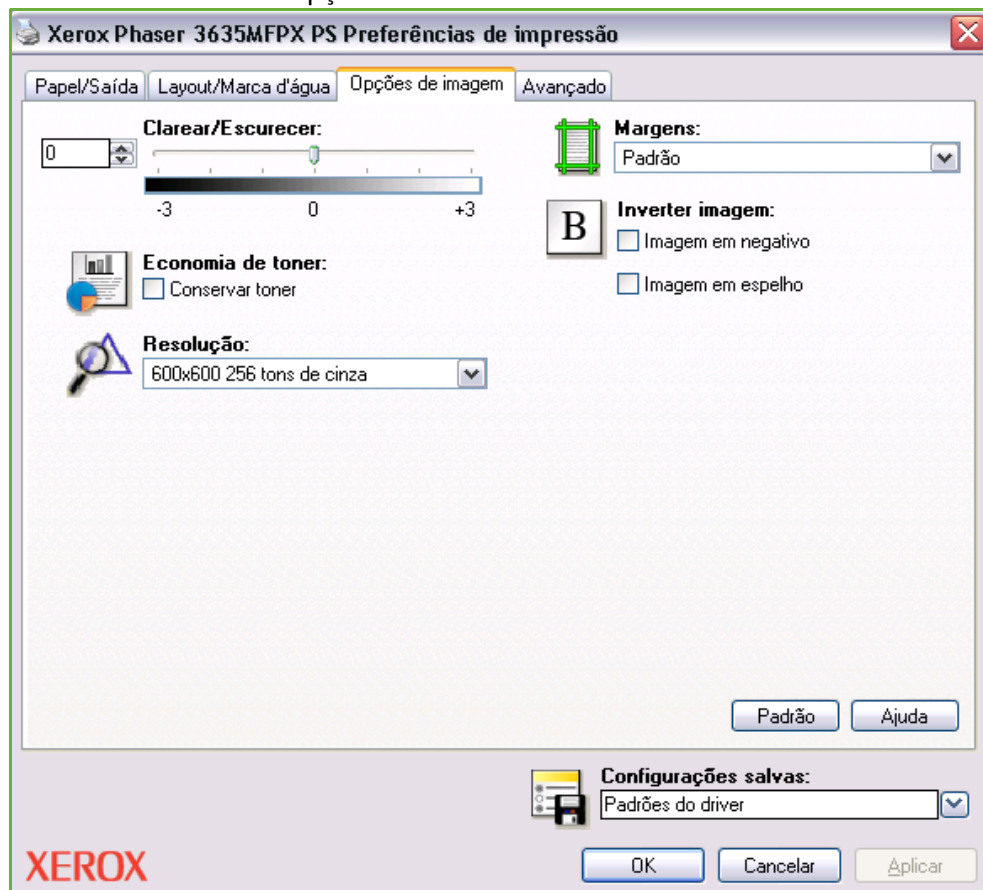 Xerox Phaser 3635MFPX PS Preferências de impressão
Papel/Saída Layout/Marca d'água Opções de imagem Avançado
Clarear/Escurecer:
0
-3 0 +3
Economia de toner:
Conservar toner
Resolução:
600x600 256 tons de cinza
Margens:
Padrão
B
Inverter imagem:
Imagem em negativo
Imagem em espelho
Padrão Ajuda
Configurações salvas:
Padrões do driver
XEROX
OK Cancelar Aplicar